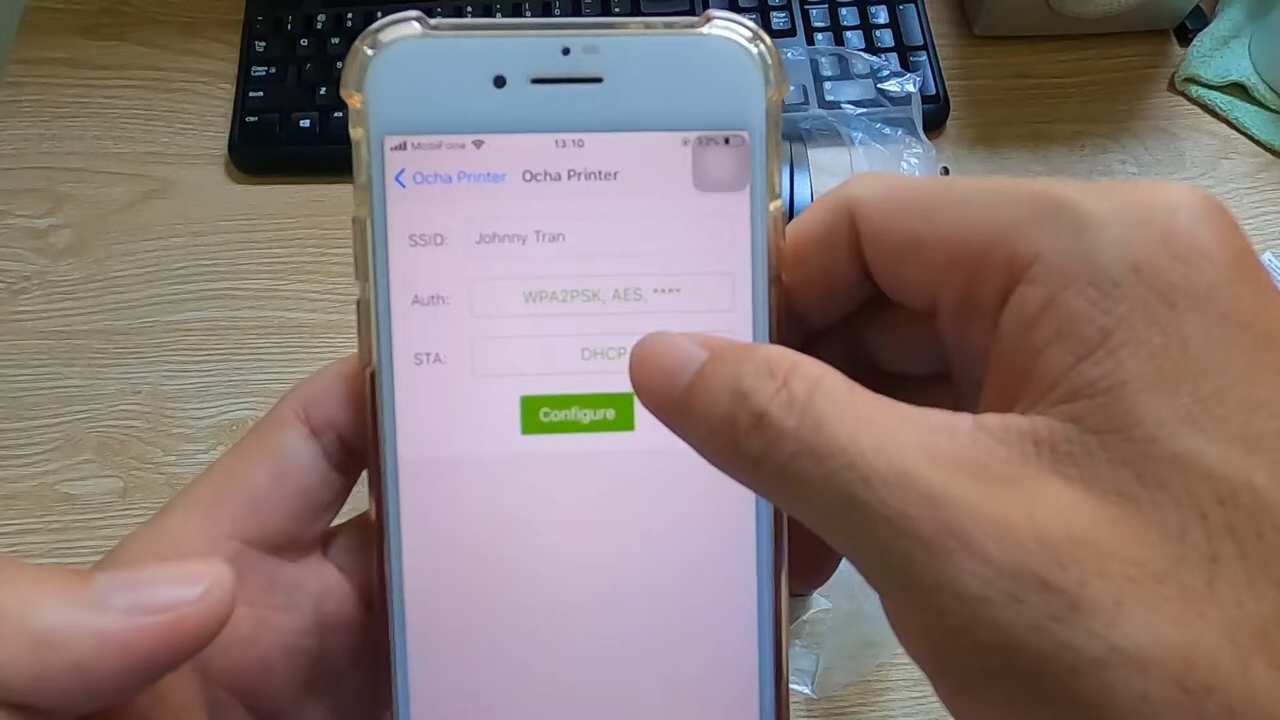 MobiFone 13:10 93%
Ocha Printer Ocha Printer
SSID: Johnny Tran
Auth: WPA2PSK, AES, ****
STA: DHCP
Configure